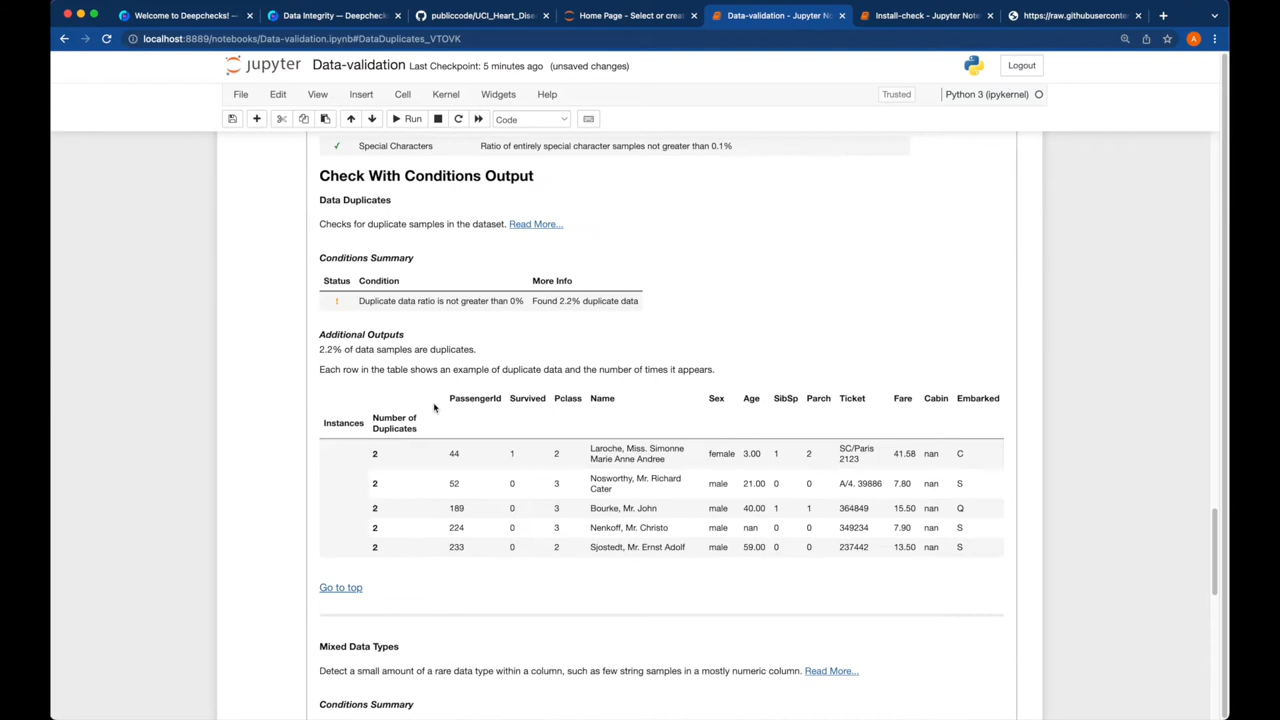 Welcome to Deepchecks! —
Data Integrity — Deepchecks
publiccode/UCI_Heart_Dise
Home Page - Select or creat
Data-validation - Jupyter No
Install-check - Jupyter Note
https://raw.githubuserconte
localhost:8889/notebooks/Data-validation.ipynb#DataDuplicates_VTOVK
A
jupyter Data-validation Last Checkpoint: 5 minutes ago (unsaved changes) Logout
File Edit View Insert Cell Kernel Widgets Help Trusted Python 3 (ipykernel)
Run Code
✓ Special Characters Ratio of entirely special character samples not greater than 0.1%
Check With Conditions Output
Data Duplicates
Checks for duplicate samples in the dataset. Read More...
Conditions Summary
Status Condition More Info
! Duplicate data ratio is not greater than 0% Found 2.2% duplicate data
Additional Outputs
2.2% of data samples are duplicates.
Each row in the table shows an example of duplicate data and the number of times it appears.
PassengerId Survived Pclass Name Sex Age SibSp Parch Ticket Fare Cabin Embarked
Instances Number of
Duplicates
2 44 1 2 Laroche, Miss. Simonne
Marie Anne Andree female 3.00 1 2 SC/Paris
2123 41.58 nan C
2 52 0 3 Nosworthy, Mr. Richard
Cater male 21.00 0 0 A/4. 39886 7.80 nan S
2 189 0 3 Bourke, Mr. John male 40.00 1 1 364849 15.50 nan Q
2 224 0 3 Nenkoff, Mr. Christo male nan 0 0 349234 7.90 nan S
2 233 0 2 Sjostedt, Mr. Ernst Adolf male 59.00 0 0 237442 13.50 nan S
Go to top
Mixed Data Types
Detect a small amount of a rare data type within a column, such as few string samples in a mostly numeric column. Read More...
Conditions Summary